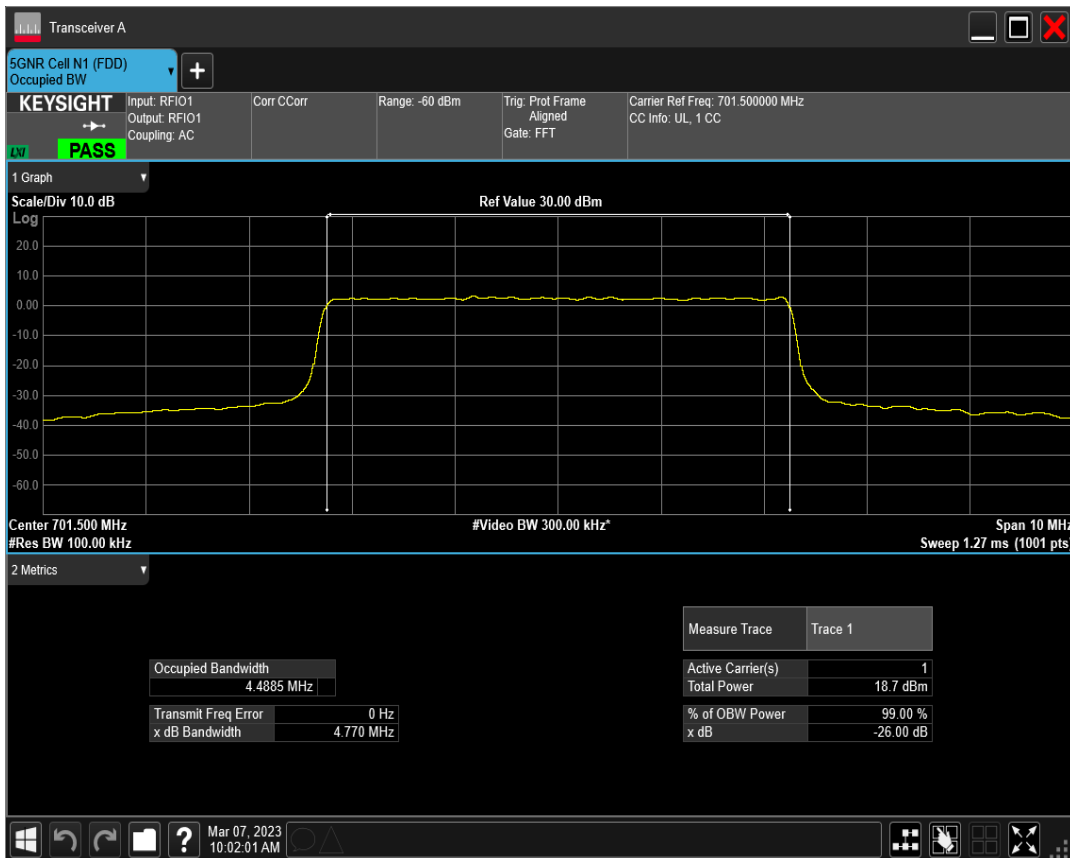 Transceiver A
5GNR Cell N1 (FDD)
Occupied BW
KEYSIGHT
LXI
PASS
Input: RFIO1
Output: RFIO1
Coupling: AC
Corr CCorr
Range: -60 dBm
Trig: Prot Frame
Aligned
Gate: FFT
Carrier Ref Freq: 701.500000 MHz
CC Info: UL, 1 CC
1 Graph
Scale/Div 10.0 dB
Ref Value 30.00 dBm
Log
20.0
10.0
0.00
-10.0
-20.0
-30.0
-40.0
-50.0
-60.0
Center 701.500 MHz
#Video BW 300.00 kHz*
Span 10 MHz
#Res BW 100.00 kHz
Sweep 1.27 ms (1001 pts)
2 Metrics
Measure Trace Trace 1
Occupied Bandwidth
4.4885 MHz
Active Carrier(s) 1
Total Power 18.7 dBm
Transmit Freq Error 0 Hz
x dB Bandwidth 4.770 MHz
% of OBW Power 99.00 %
x dB -26.00 dB
?
Mar 07, 2023
10:02:01 AM